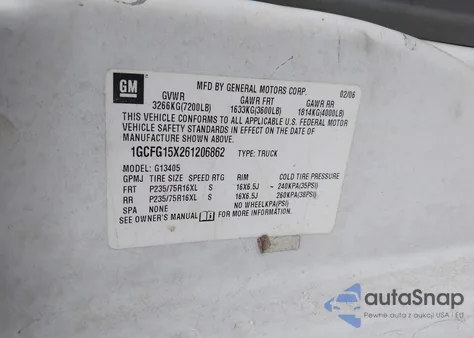 GM
MFD BY GENERAL MOTORS CORP. 02/06
GVWR GAWR FRT GAWR RR
3266KG(7200LB) 1633KG(3600LB) 1814KG(4000LB)
THIS VEHICLE CONFORMS TO ALL APPLICABLE U.S. FEDERAL MOTOR
VEHICLE SAFETY STANDARDS IN EFFECT ON THE DATE OF
MANUFACTURE SHOWN ABOVE.
1GCFG15X261206862 TYPE: TRUCK
MODEL: G13405
GPMJ TIRE SIZE SPEED RTG RIM COLD TIRE PRESSURE
FRT P235/75R16XL S 16X6.5J 240KPA(35PSI)
RR P235/75R16XL S 16X6.5J 260KPA(38PSI)
SPA NONE NO WHEELKPA(PSI)
SEE OWNER'S MANUAL FOR MORE INFORMATION.
autaSnap
Pewne auta z aukcji USA i EU